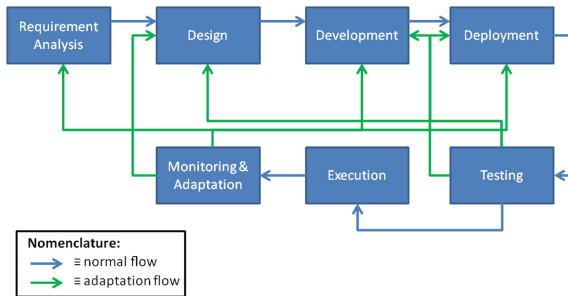 Requirement
Analysis
Design
Development
Deployment
Monitoring &
Adaptation
Execution
Testing
Nomenclature:
≡ normal flow
≡ adaptation flow